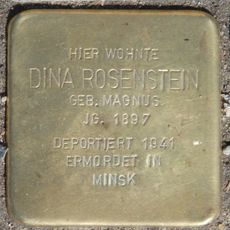 HIER WOHNTE
DINA ROSENSTEIN
GEB. MAGNUS
JG. 1897
DEPORTIERT 1941
ERMORDET IN
MINSK